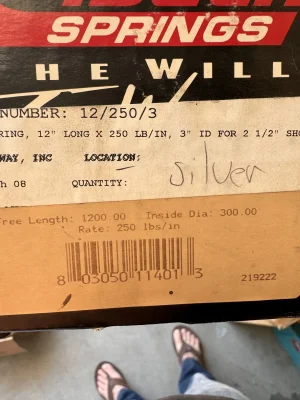 SPRINGS
HE WILL
NUMBER: 12/250/3
RING, 12" LONG X 250 LB/IN, 3" ID FOR 2 1/2" SHO
WAY, INC LOCATION:
silver
h 08 QUANTITY:
Free Length: 1200.00 Inside Dia: 300.00
Rate: 250 lbs/in
8 03050 11401 3
219222